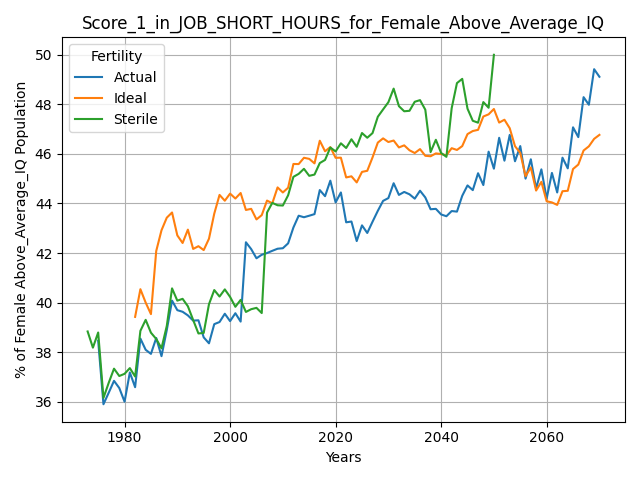 Score_1_in_JOB_SHORT_HOURS_for_Female_Above_Average_IQ
Fertility
Actual
Ideal
Sterile
% of Female Above_Average_IQ Population
50
48
46
44
42
40
38
36
1980
2000
2020
2040
2060
Years